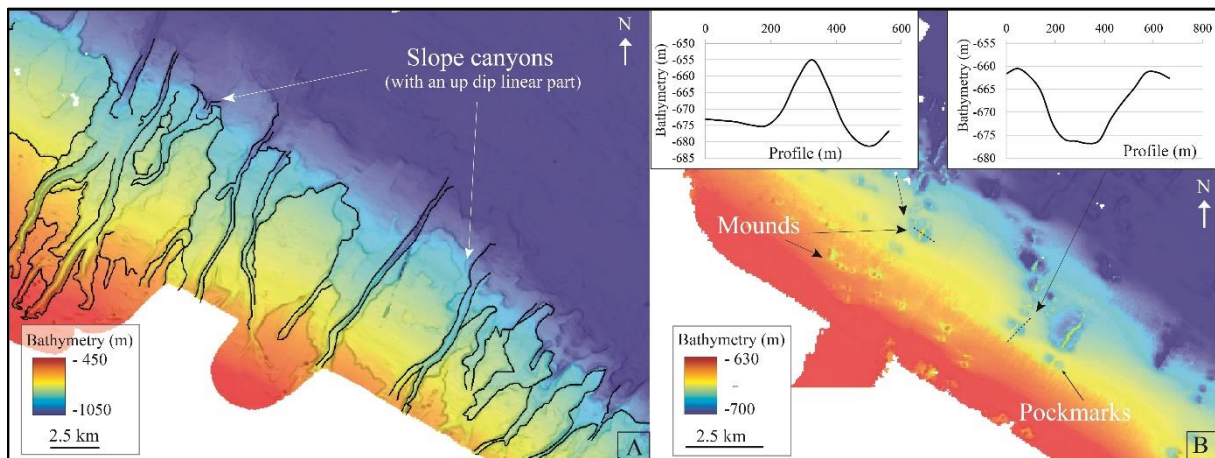 N
Slope canyons
(with an up dip linear part)
Bathymetry (m)
- 450
-1050
2.5 km
A
0 200 400 600
-650
-655
-660
-665
-670
-675
-680
-685
Bathymetry (m)
Profile (m)
0 200 400 600 800
-655
-660
-665
-670
-675
-680
Bathymetry (m)
Profile (m)
N
Mounds
Pockmarks
Bathymetry (m)
- 630
-
- 700
2.5 km
B